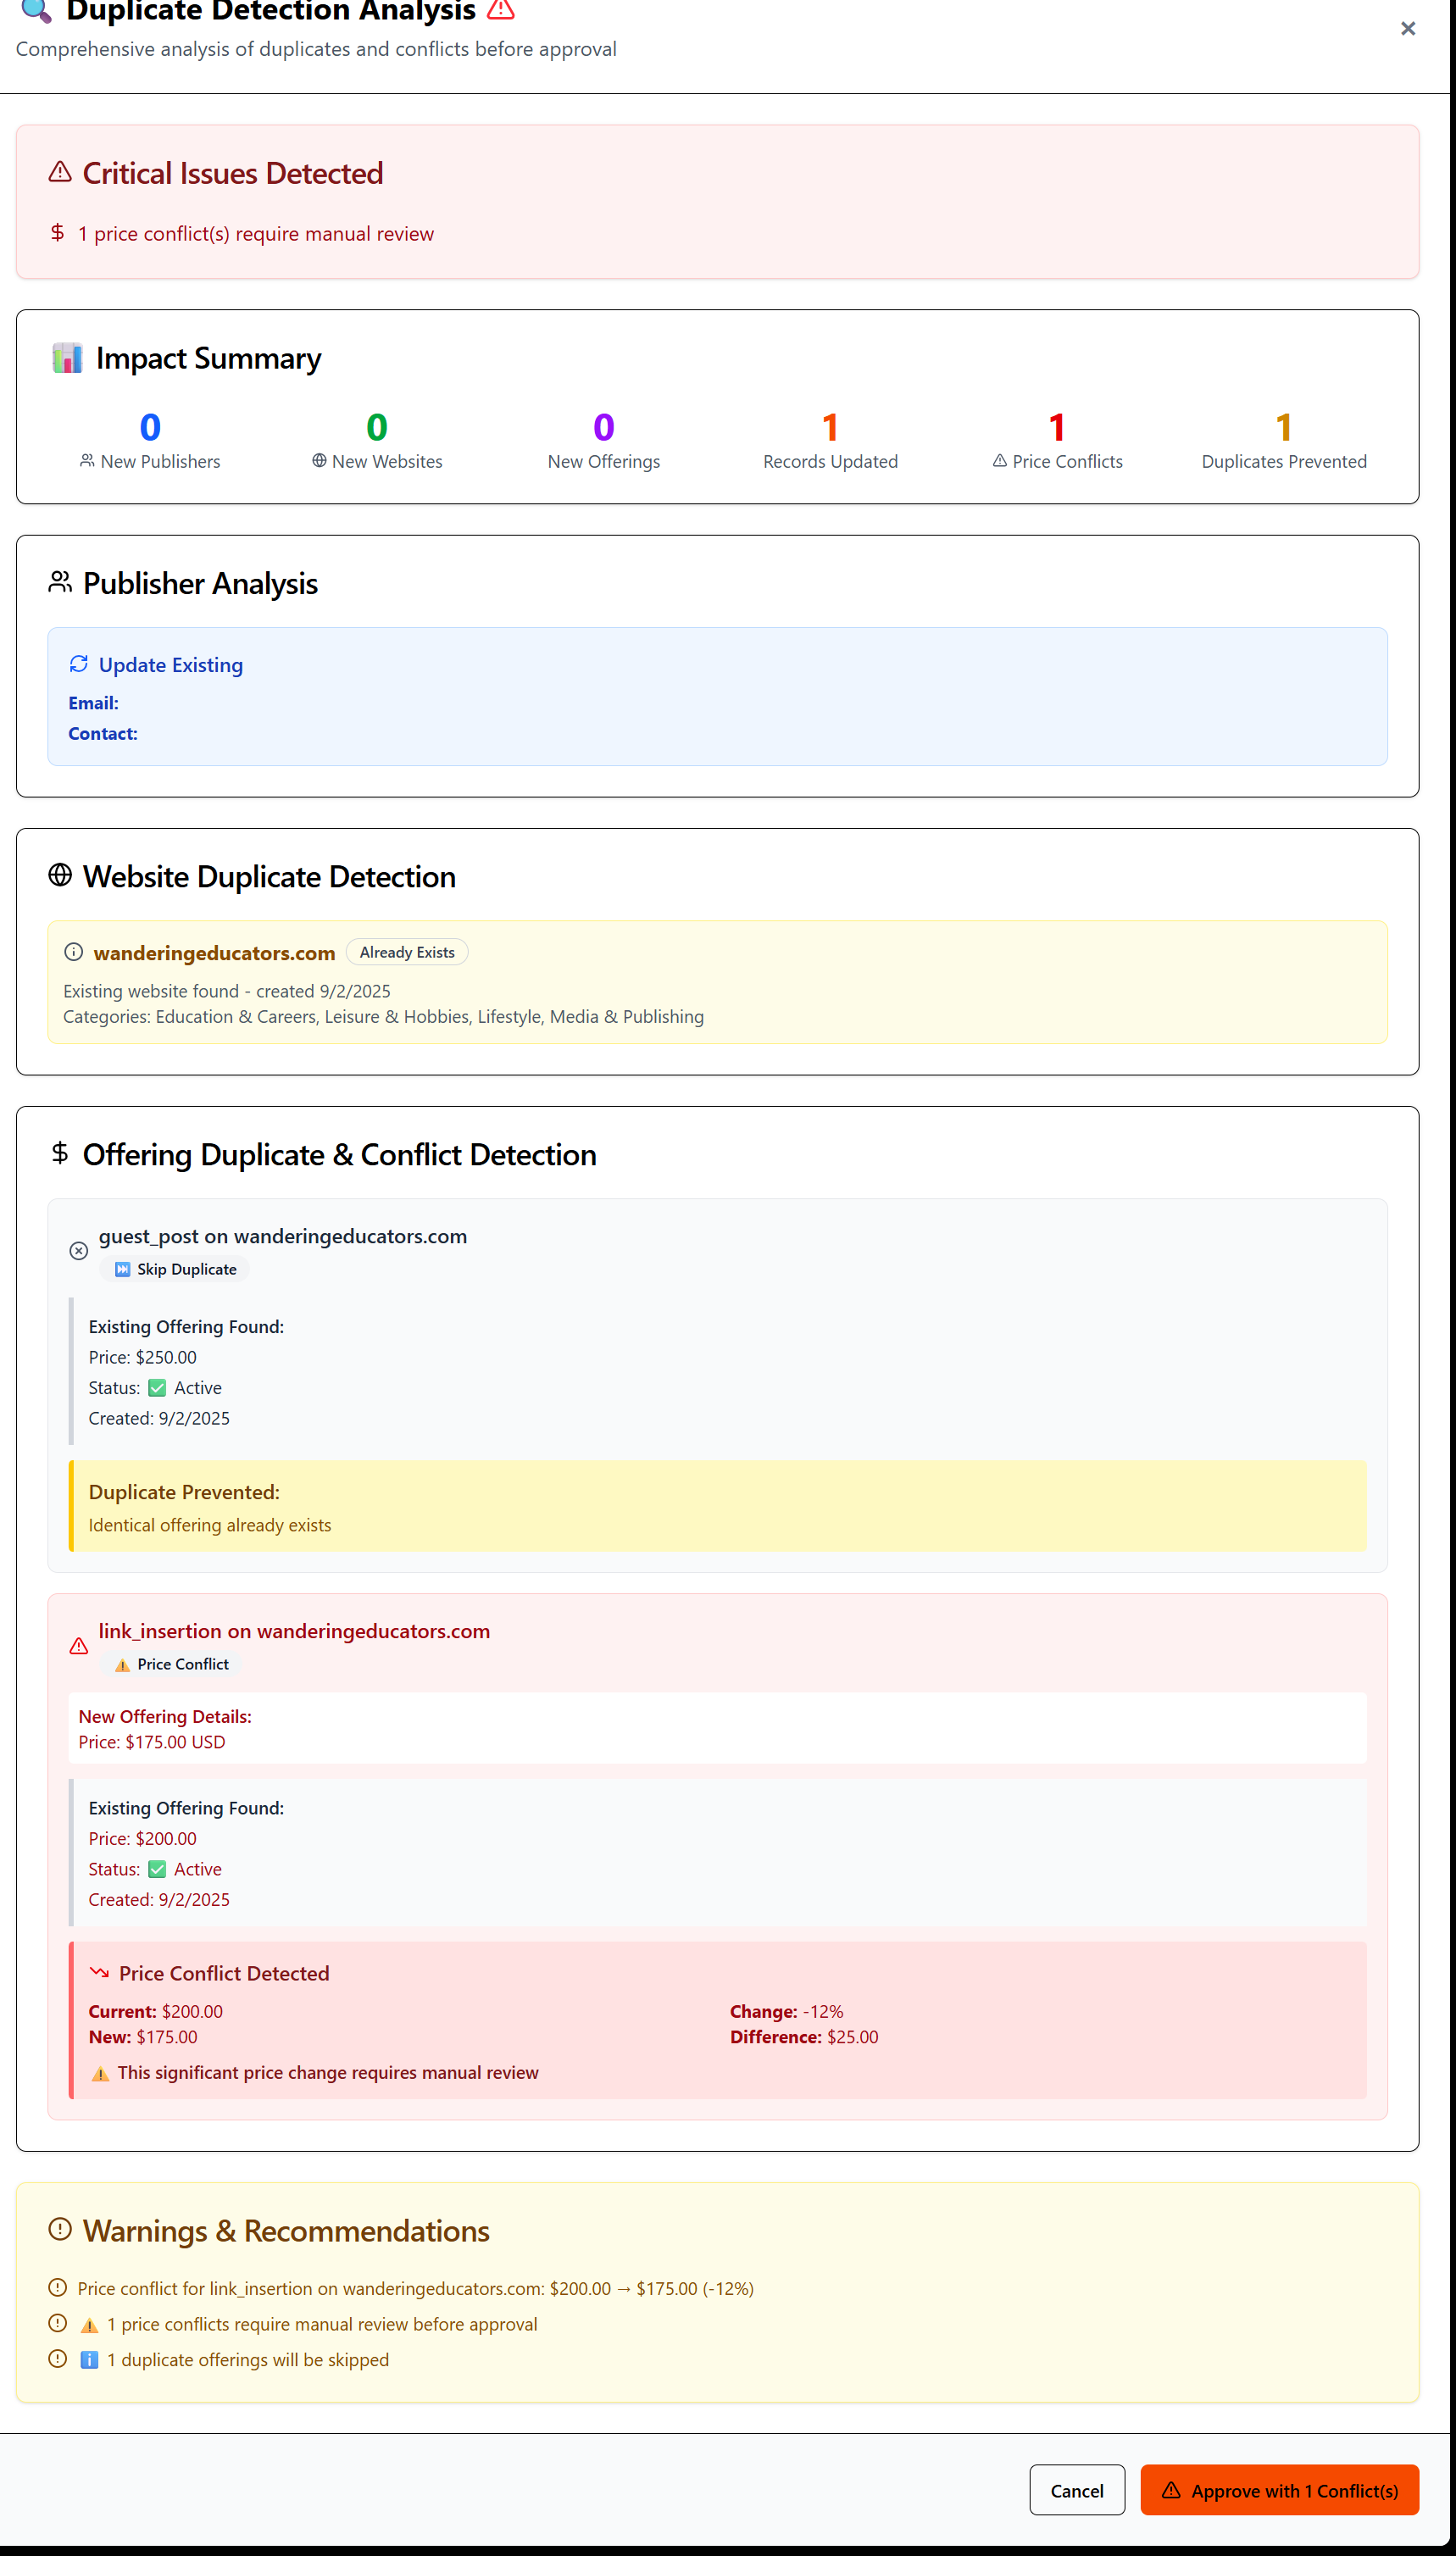 Duplicate Detection Analysis
Comprehensive analysis of duplicates and conflicts before approval
Critical Issues Detected
$ 1 price conflict(s) require manual review
Impact Summary
0 0 0 1 1 1
New Publishers New Websites New Offerings Records Updated Price Conflicts Duplicates Prevented
Publisher Analysis
Update Existing
Email:
Contact:
Website Duplicate Detection
wanderingeducators.com Already Exists
Existing website found - created 9/2/2025
Categories: Education & Careers, Leisure & Hobbies, Lifestyle, Media & Publishing
$ Offering Duplicate & Conflict Detection
guest_post on wanderingeducators.com
Skip Duplicate
Existing Offering Found:
Price: $250.00
Status: ✅ Active
Created: 9/2/2025
Duplicate Prevented:
Identical offering already exists
link_insertion on wanderingeducators.com
⚠️ Price Conflict
New Offering Details:
Price: $175.00 USD
Existing Offering Found:
Price: $200.00
Status: ✅ Active
Created: 9/2/2025
Price Conflict Detected
Current: $200.00 Change: -12%
New: $175.00 Difference: $25.00
⚠️ This significant price change requires manual review
Warnings & Recommendations
Price conflict for link_insertion on wanderingeducators.com: $200.00 → $175.00 (-12%)
⚠️ 1 price conflicts require manual review before approval
ℹ️ 1 duplicate offerings will be skipped
Cancel Approve with 1 Conflict(s)